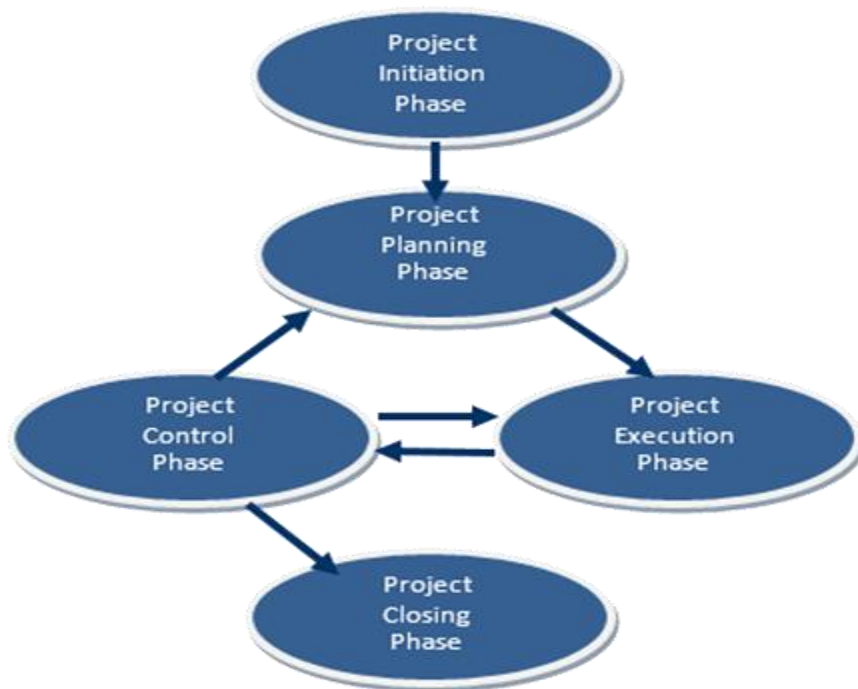 Project
Initiation
Phase
Project
Planning
Phase
Project
Control
Phase
Project
Execution
Phase
Project
Closing
Phase